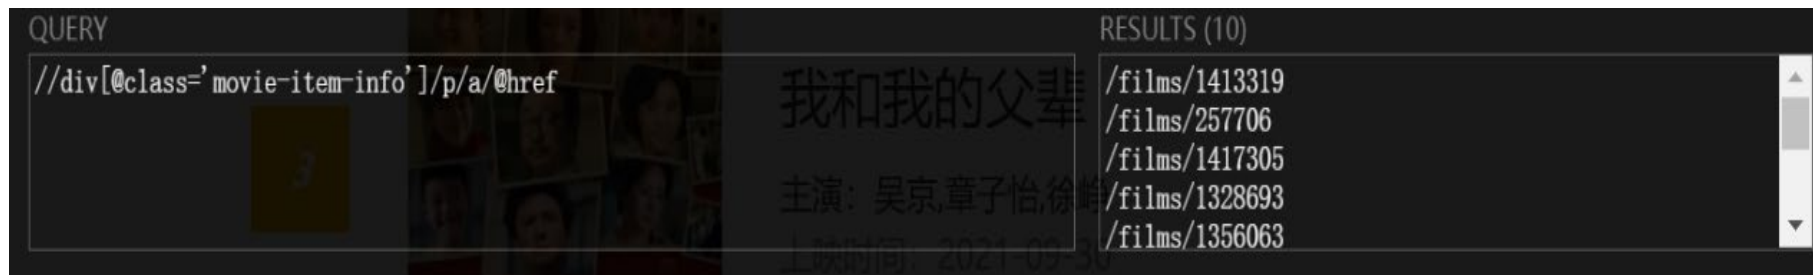 QUERY
//div[@class='movie-item-info']/p/a/@href
RESULTS (10)
/films/1413319
/films/257706
/films/1417305
/films/1328693
/films/1356063
3
我和我的父辈
主演：吴京,章子怡,徐峥
上映时间：2021-09-30